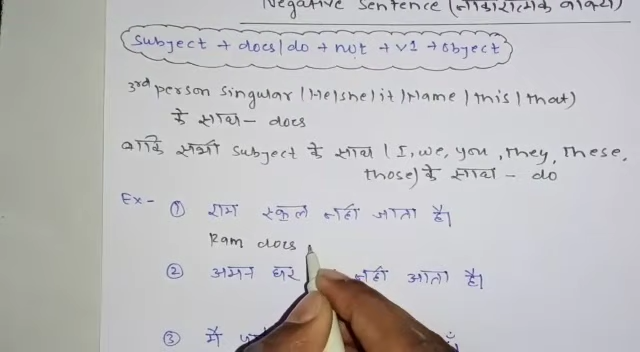 Negative Sentence (नाकारात्मक वाक्य)
Subject + does/do + not + v1 + object
3rd person singular (He/she/it/Name/this/that)
के साथ - does
बाकि सभी subject के साथ (I, we, you, They, These,
those) के साथ - do
Ex- ① राम स्कूल नहीं जाता है।
Ram does
② अमन घर नहीं आता है।
③ मैं